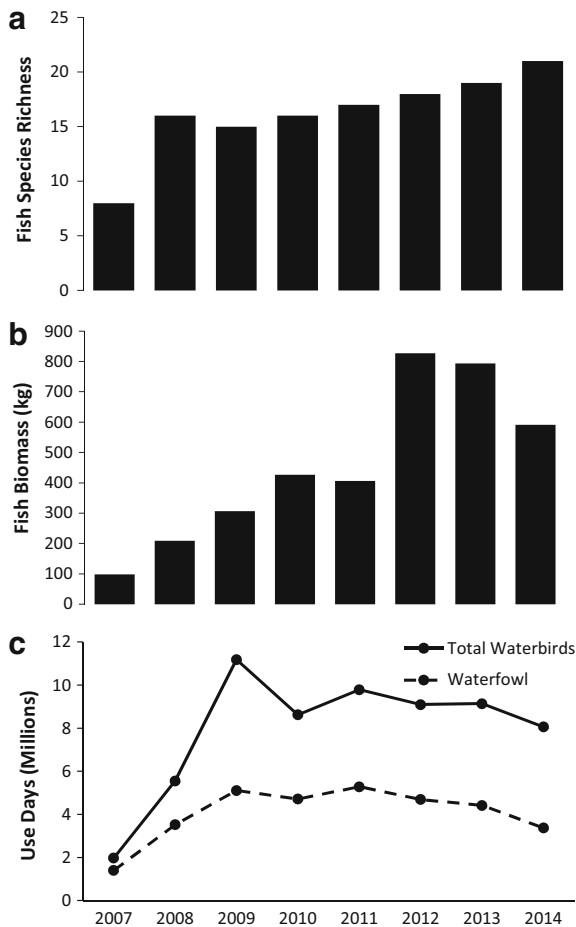 a
Fish Species Richness
25
20
15
10
5
0
b
Fish Biomass (kg)
900
800
700
600
500
400
300
200
100
0
c
Use Days (Millions)
12
10
8
6
4
2
0
Total Waterbirds
Waterfowl
2007 2008 2009 2010 2011 2012 2013 2014